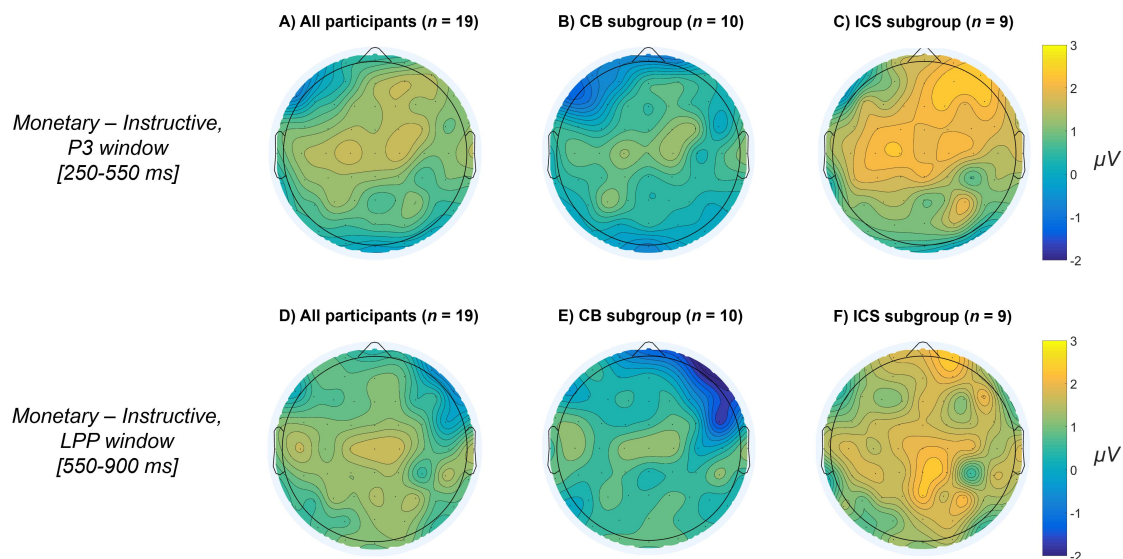 A) All participants (n = 19)
B) CB subgroup (n = 10)
C) ICS subgroup (n = 9)
Monetary – Instructive,
P3 window
[250-550 ms]
3
2
1
0
-1
-2
µV
D) All participants (n = 19)
E) CB subgroup (n = 10)
F) ICS subgroup (n = 9)
Monetary – Instructive,
LPP window
[550-900 ms]
3
2
1
0
-1
-2
µV